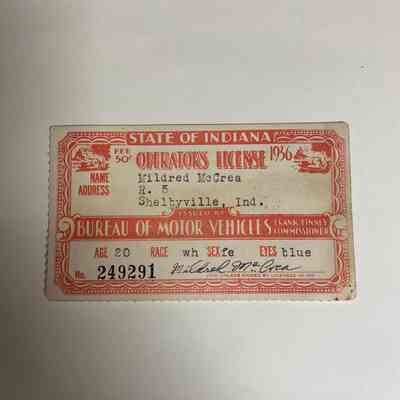 STATE OF INDIANA
FEE 50¢ OPERATOR'S LICENSE 1936
NAME Mildred McCrea
ADDRESS R. 5
Shelbyville, Ind.
ISSUED BY
BUREAU OF MOTOR VEHICLES FRANK FINNEY COMMISSIONER
AGE 20 RACE wh SEX fe EYES blue
No. 249291 Mildred McCrea